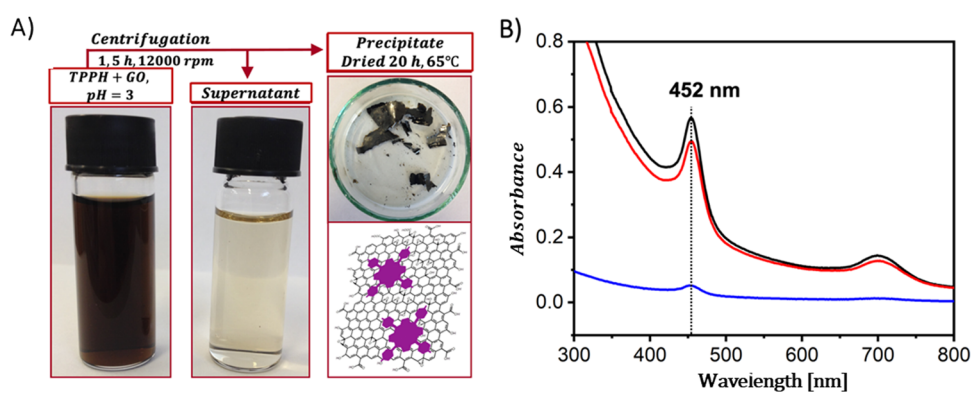 A)
Centrifugation
1,5 h, 12000 rpm
TPPH + GO,
pH = 3
Supernatant
Precipitate
Dried 20 h, 65°C
B)
452 nm
Absorbance
0.8
0.6
0.4
0.2
0.0
300 400 500 600 700 800
Waveiength [nm]